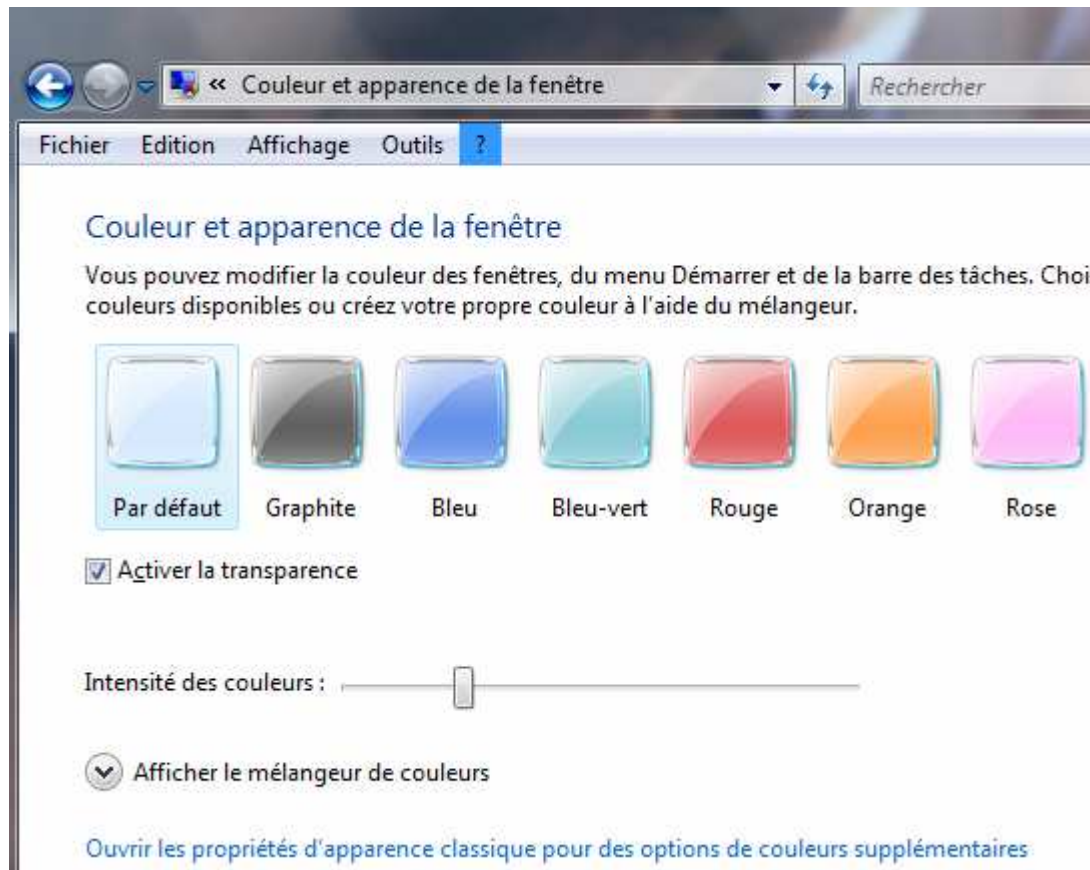 « Couleur et apparence de la fenêtre Rechercher
Fichier Edition Affichage Outils ?
Couleur et apparence de la fenêtre
Vous pouvez modifier la couleur des fenêtres, du menu Démarrer et de la barre des tâches. Choi
couleurs disponibles ou créez votre propre couleur à l'aide du mélangeur.
Par défaut Graphite Bleu Bleu-vert Rouge Orange Rose
Activer la transparence
Intensité des couleurs :
Afficher le mélangeur de couleurs
Ouvrir les propriétés d'apparence classique pour des options de couleurs supplémentaires